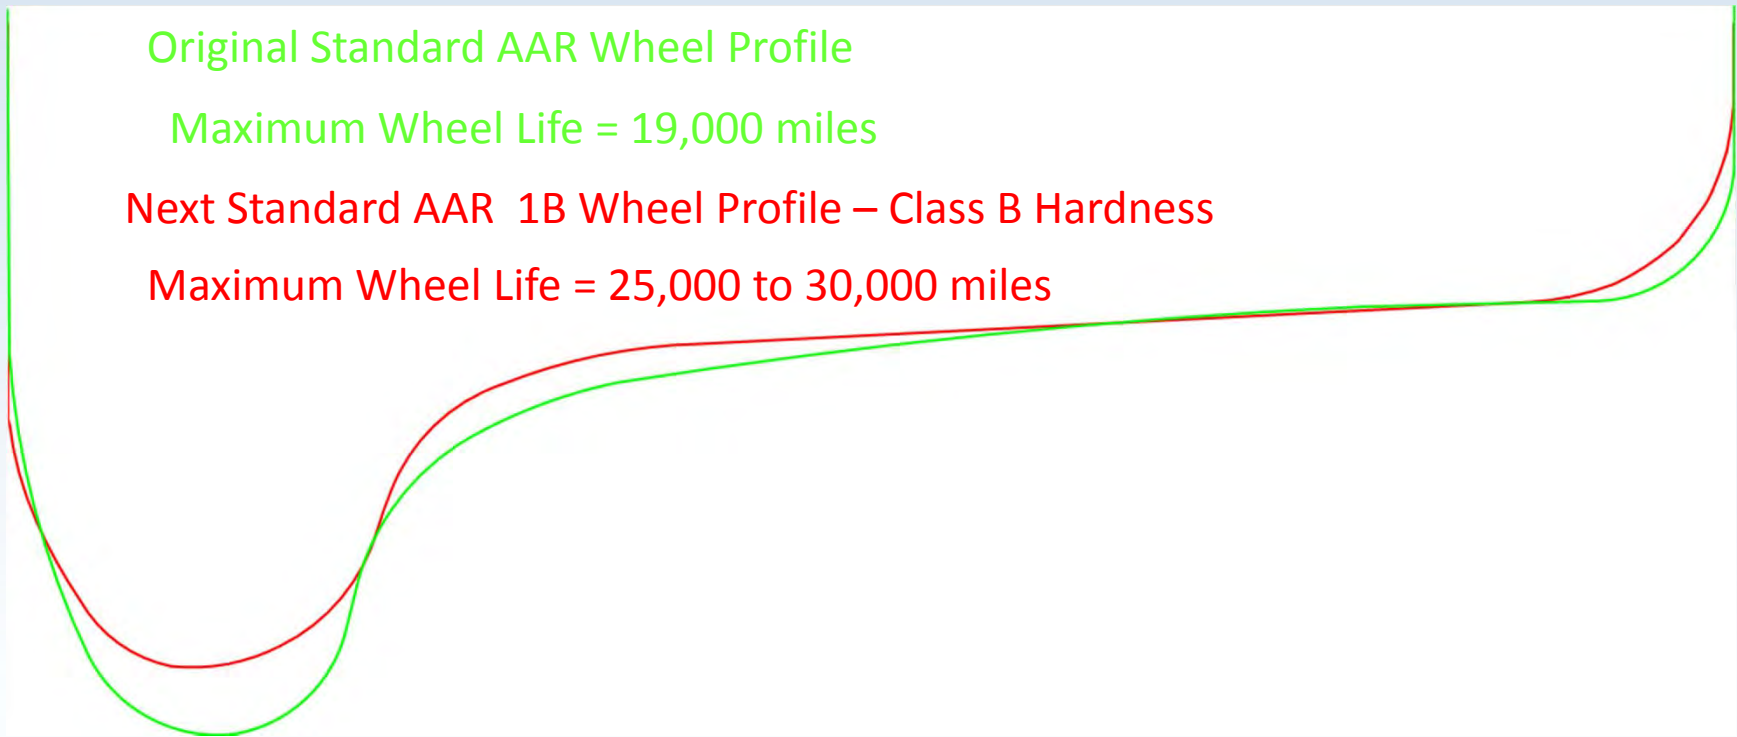 Original Standard AAR Wheel Profile
Maximum Wheel Life = 19,000 miles
Next Standard AAR 1B Wheel Profile – Class B Hardness
Maximum Wheel Life = 25,000 to 30,000 miles